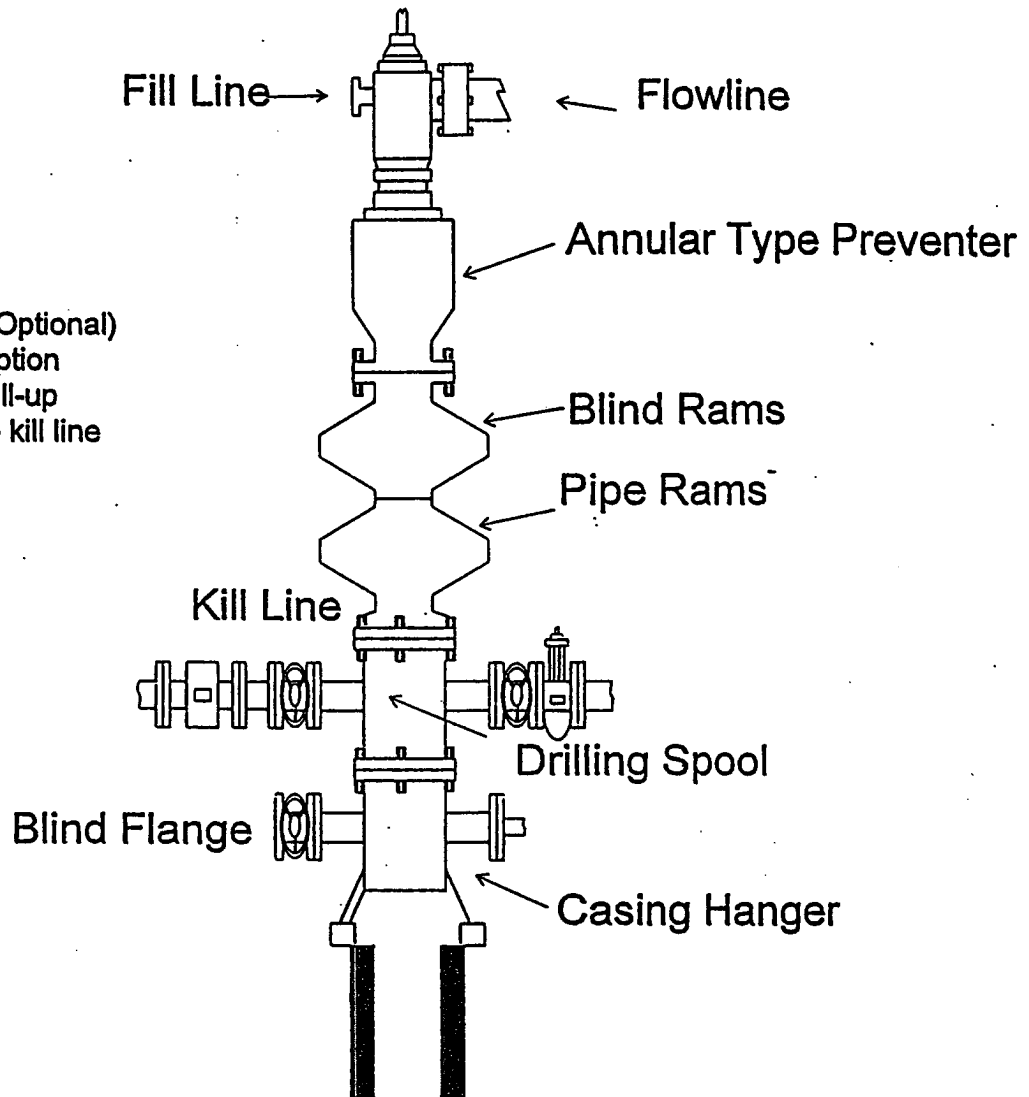 Fill Line
Flowline
Annular Type Preventer
Optional)
ption
ll-up
kill line
Blind Rams
Pipe Rams
Kill Line
Drilling Spool
Blind Flange
Casing Hanger